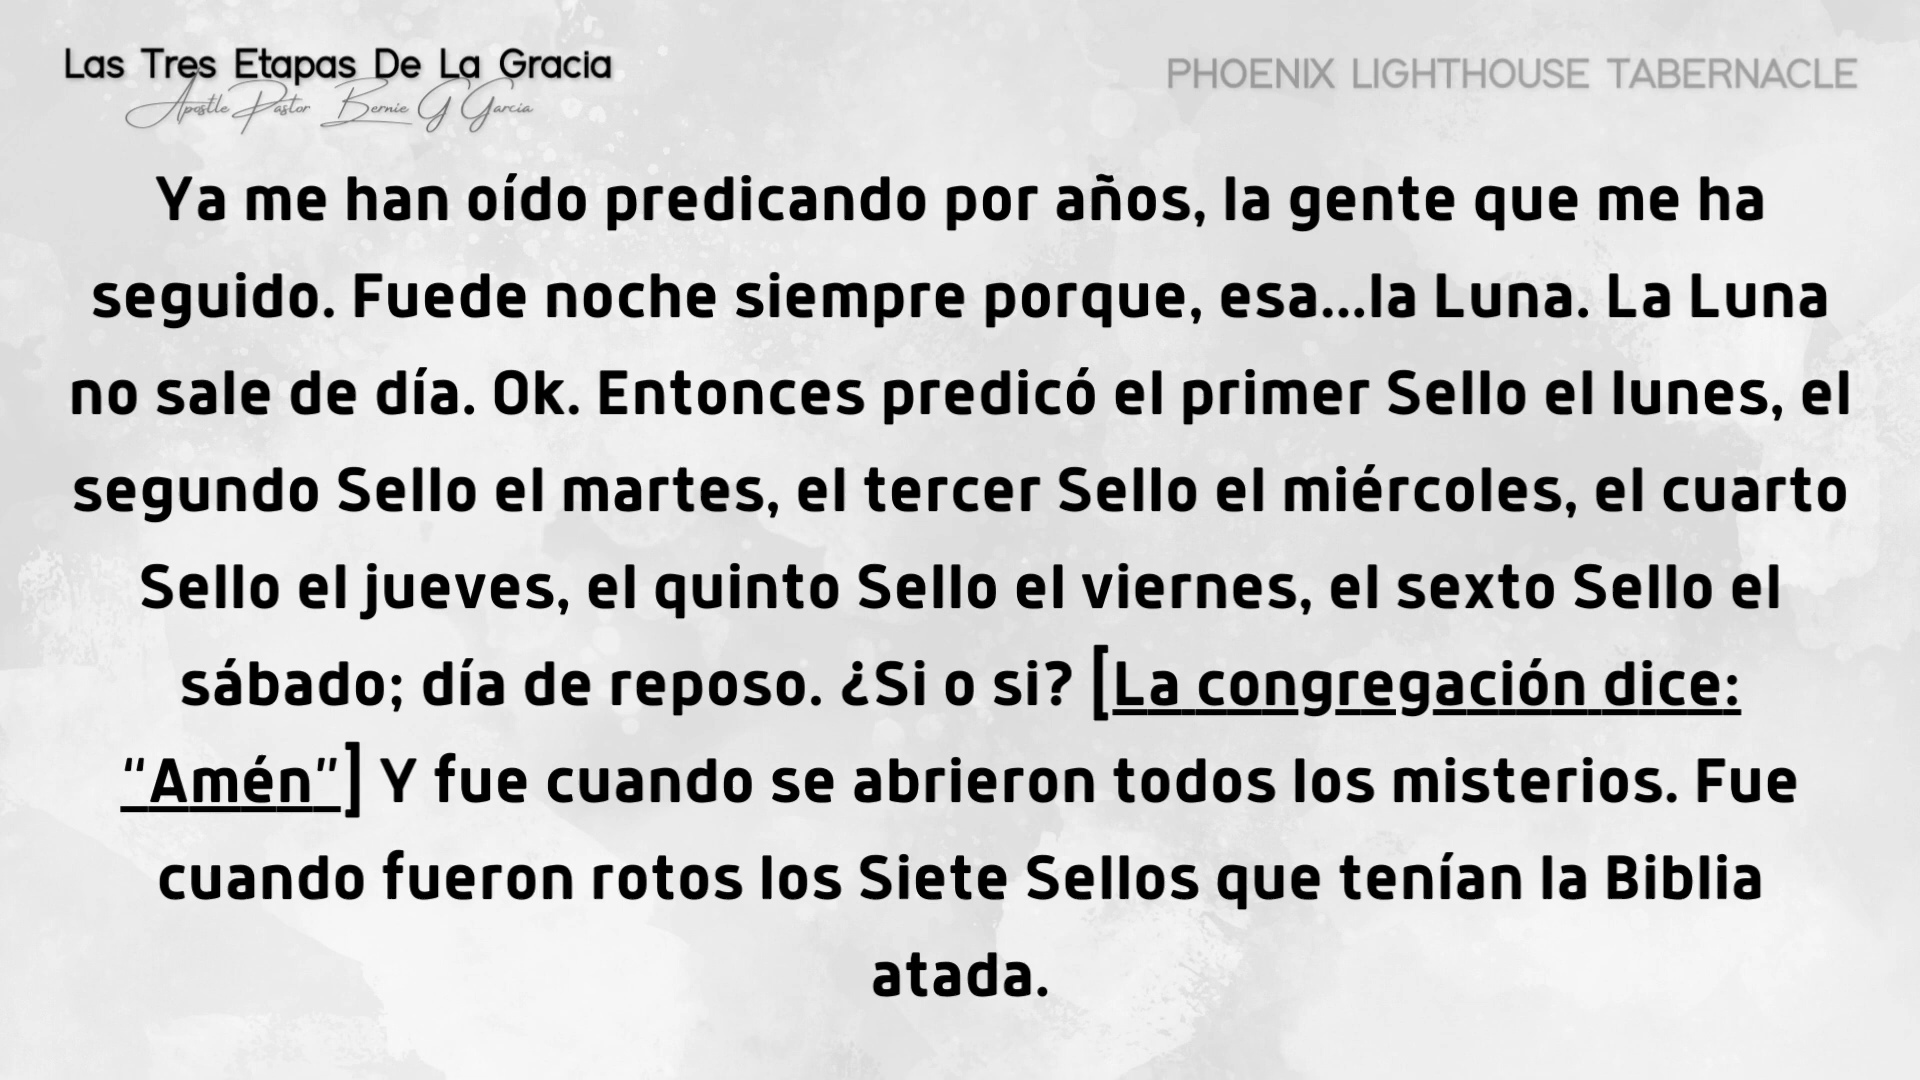 Las Tres Etapas De La Gracia
Apostle Pastor Bernie G Garcia
PHOENIX LIGHTHOUSE TABERNACLE
Ya me han oído predicando por años, la gente que me ha
seguido. Fuede noche siempre porque, esa...la Luna. La Luna
no sale de día. Ok. Entonces predicó el primer Sello el lunes, el
segundo Sello el martes, el tercer Sello el miércoles, el cuarto
Sello el jueves, el quinto Sello el viernes, el sexto Sello el
sábado; día de reposo. ¿Si o si? [La congregación dice:
“Amén”] Y fue cuando se abrieron todos los misterios. Fue
cuando fueron rotos los Siete Sellos que tenían la Biblia
atada.